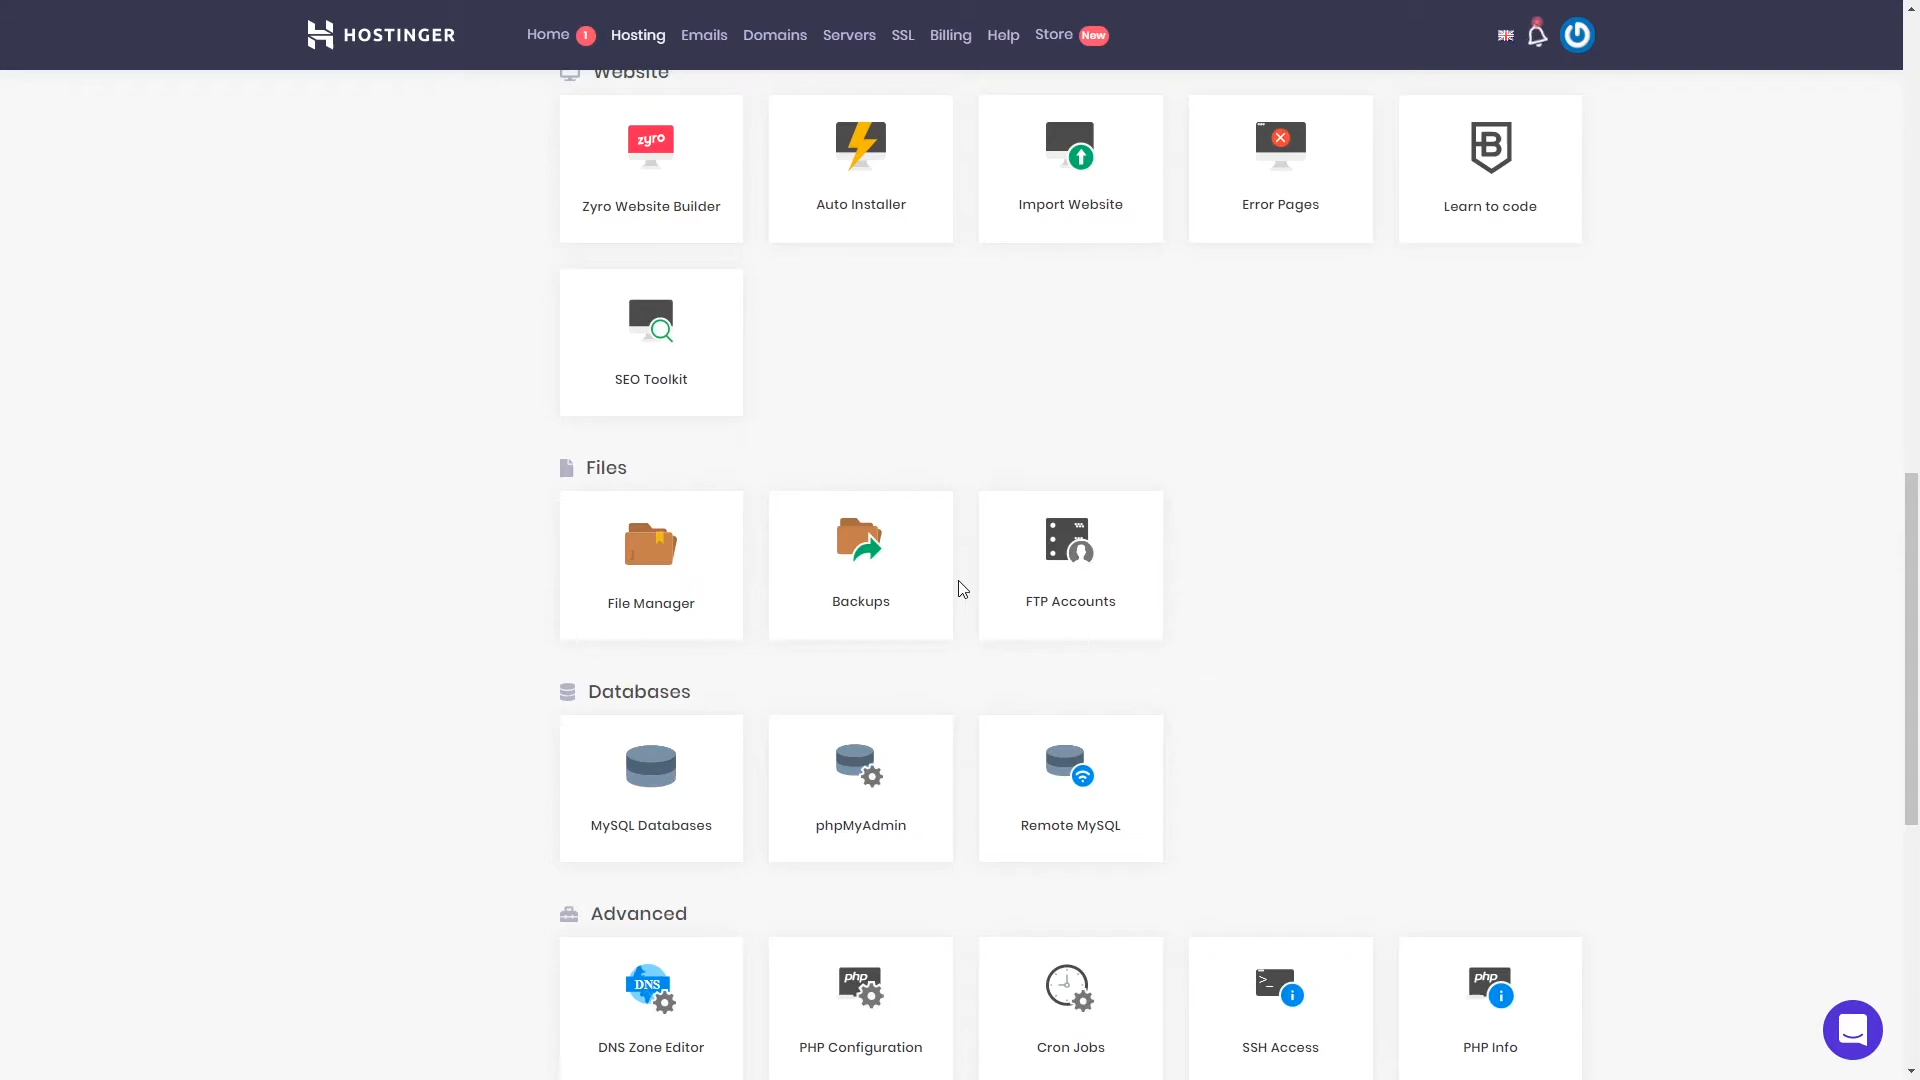 HOSTINGER
Home 1 Hosting Emails Domains Servers SSL Billing Help Store New
Website
zyro
Zyro Website Builder
Auto Installer
Import Website
Error Pages
B
Learn to code
SEO Toolkit
Files
File Manager
Backups
FTP Accounts
Databases
MySQL Databases
phpMyAdmin
Remote MySQL
Advanced
DNS
DNS Zone Editor
php
PHP Configuration
Cron Jobs
>_ i
SSH Access
php i
PHP Info